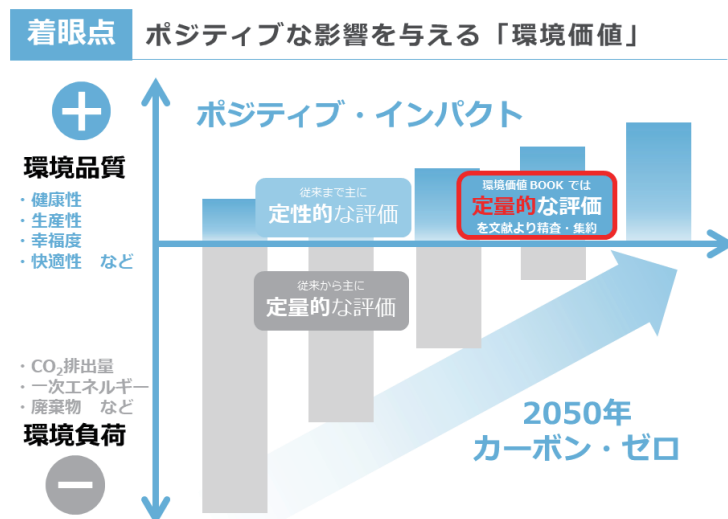 着眼点
ポジティブな影響を与える「環境価値」
ポジティブ・インパクト
環境品質
・健康性
・生産性
・幸福度
・快適性 など
従来まで主に
定性的な評価
環境価値 BOOK では
定量的な評価
を文献より精査・集約
従来から主に
定量的な評価
・CO₂排出量
・一次エネルギー
・廃棄物 など
環境負荷
2050年
カーボン・ゼロ